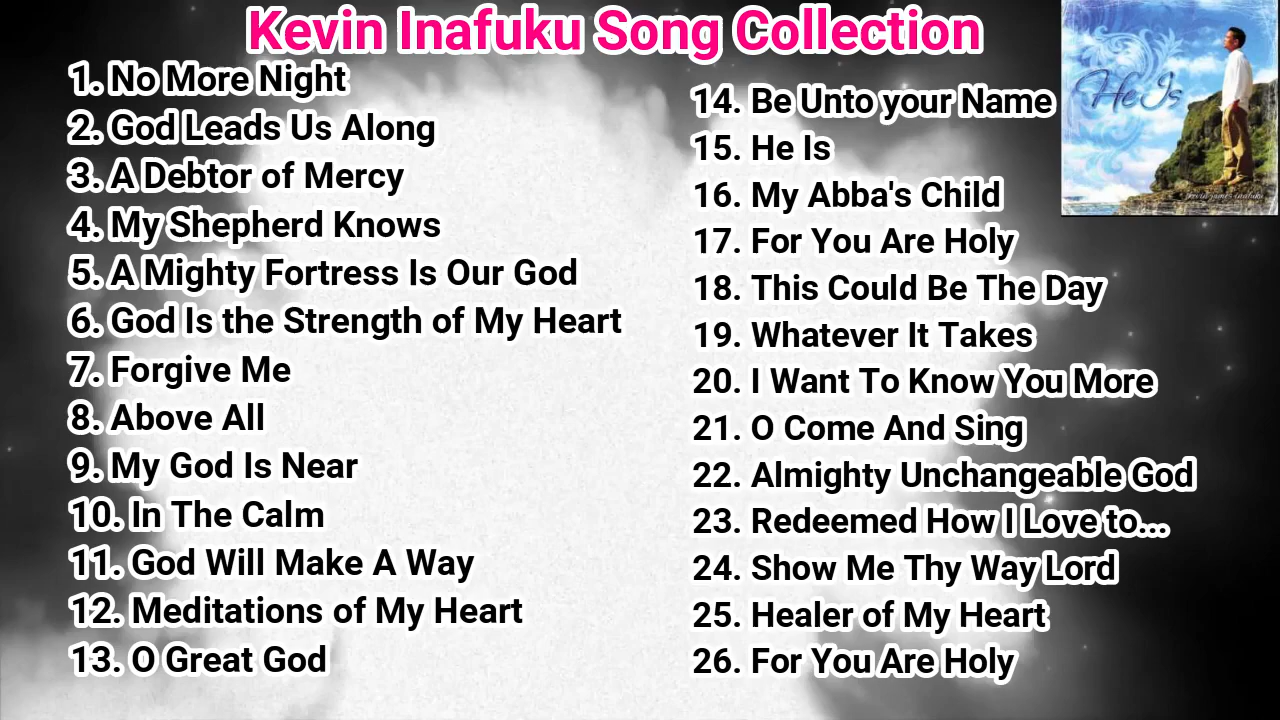 Kevin Inafuku Song Collection
1. No More Night
2. God Leads Us Along
3. A Debtor of Mercy
4. My Shepherd Knows
5. A Mighty Fortress Is Our God
6. God Is the Strength of My Heart
7. Forgive Me
8. Above All
9. My God Is Near
10. In The Calm
11. God Will Make A Way
12. Meditations of My Heart
13. O Great God
14. Be Unto your Name
15. He Is
16. My Abba's Child
17. For You Are Holy
18. This Could Be The Day
19. Whatever It Takes
20. I Want To Know You More
21. O Come And Sing
22. Almighty Unchangeable God
23. Redeemed How I Love to...
24. Show Me Thy Way Lord
25. Healer of My Heart
26. For You Are Holy
He Is
kevin james inafuku